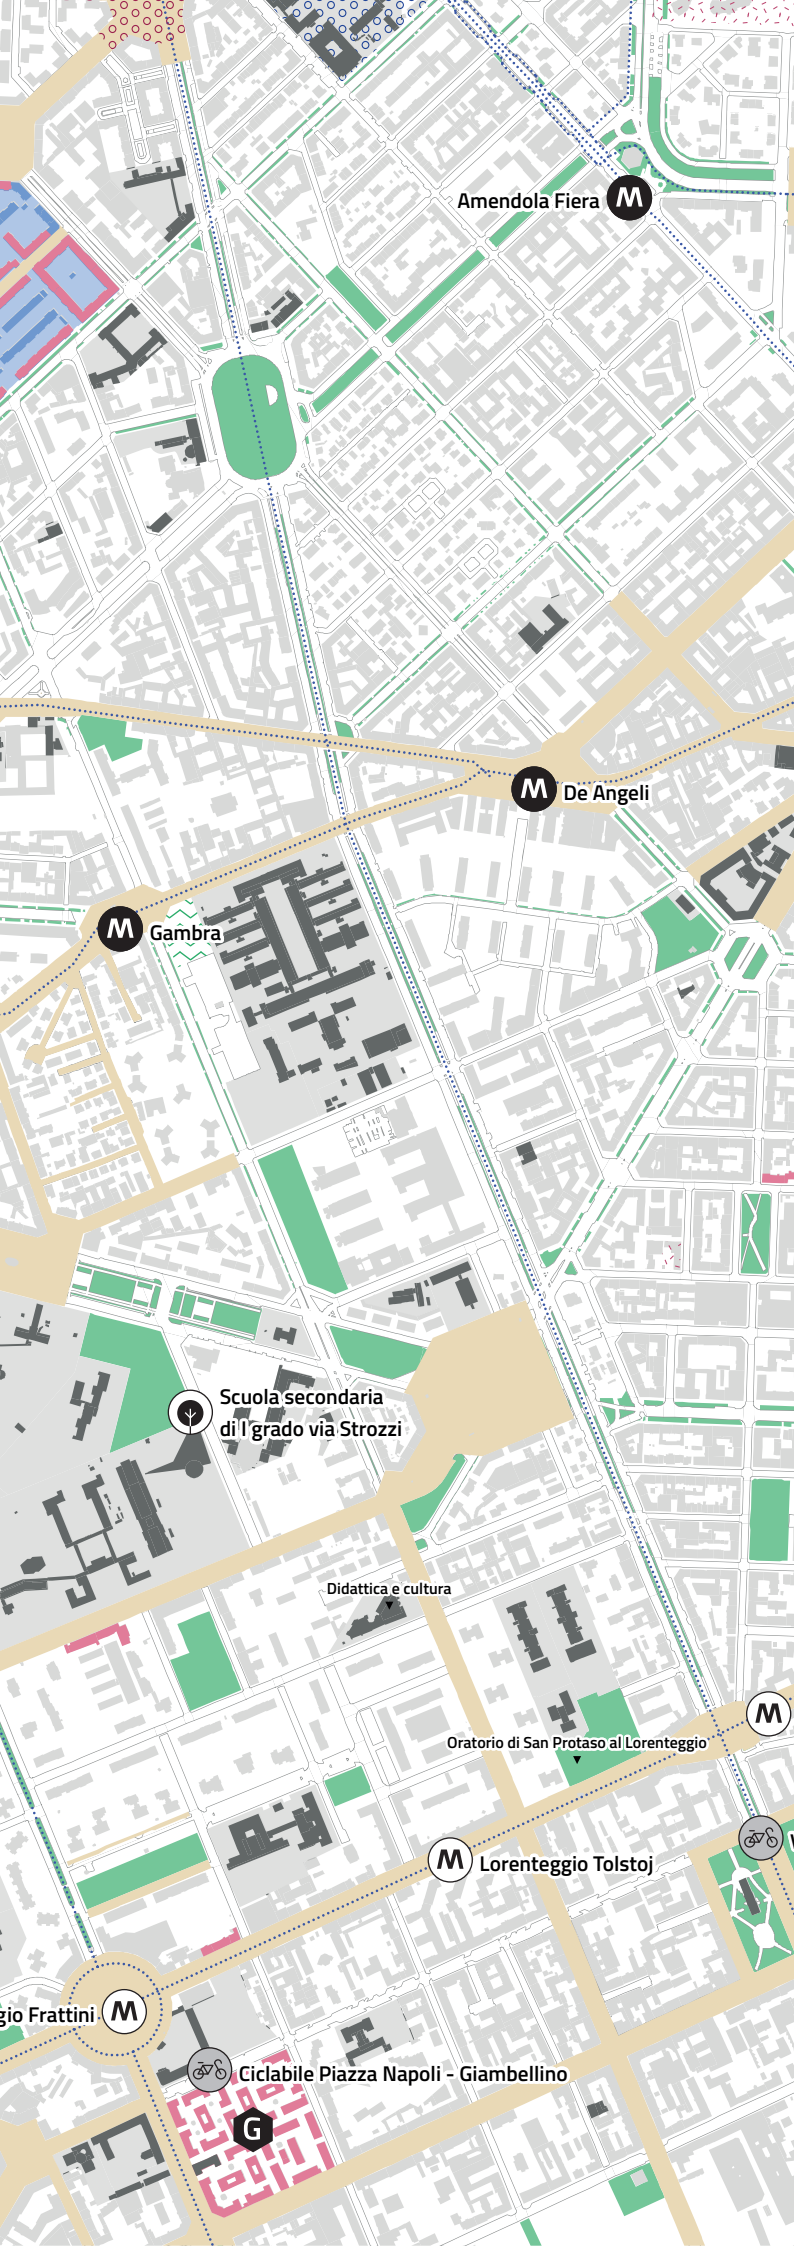 Amendola Fiera
M
M
De Angeli
M
Gambra
Scuola secondaria
di I grado via Strozzi
Didattica e cultura
M
Oratorio di San Protaso al Lorenteggio
M
Lorenteggio Tolstoj
gio Frattini
M
Ciclabile Piazza Napoli - Giambellino
G